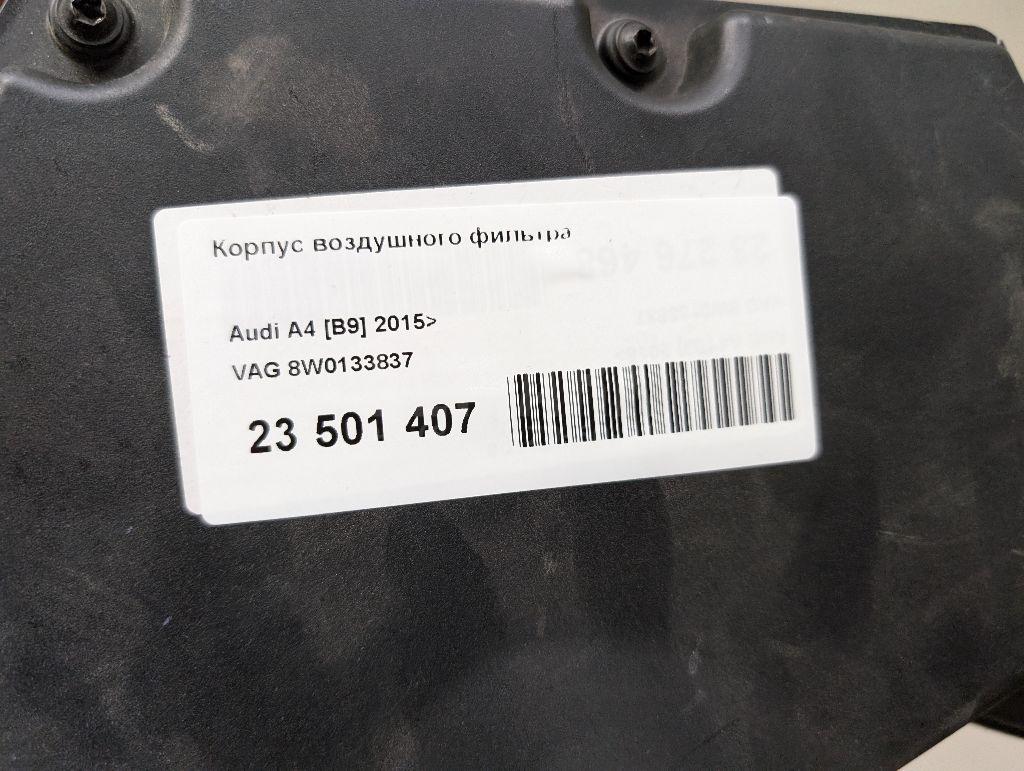 Корпус воздушного фильтра
Audi A4 [B9] 2015>
VAG 8W0133837
23 501 407